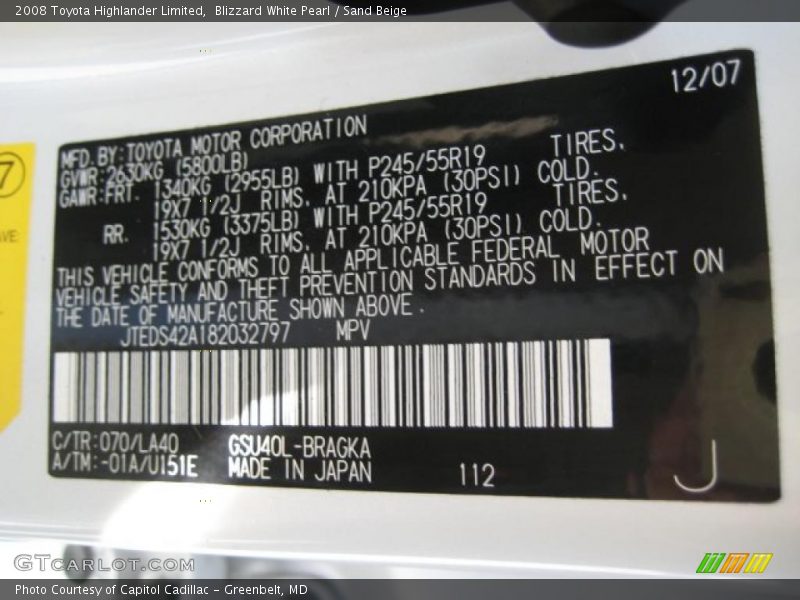 2008 Toyota Highlander Limited, Blizzard White Pearl / Sand Beige
12/07
MFD. BY: TOYOTA MOTOR CORPORATION
GVWR: 2630KG (5800LB)
GAWR: FRT. 1340KG (2955LB) WITH P245/55R19 TIRES,
19X7 1/2J RIMS, AT 210KPA (30PSI) COLD.
RR. 1530KG (3375LB) WITH P245/55R19 TIRES,
19X7 1/2J RIMS, AT 210KPA (30PSI) COLD.
THIS VEHICLE CONFORMS TO ALL APPLICABLE FEDERAL MOTOR
VEHICLE SAFETY AND THEFT PREVENTION STANDARDS IN EFFECT ON
THE DATE OF MANUFACTURE SHOWN ABOVE.
JTEDS42A182032797 MPV
C/TR: 070/LA40 GSU40L-BRAGKA
A/TM: -01A/U151E MADE IN JAPAN 112 J
7
AVE
GTCARLOT.COM
Photo Courtesy of Capitol Cadillac - Greenbelt, MD